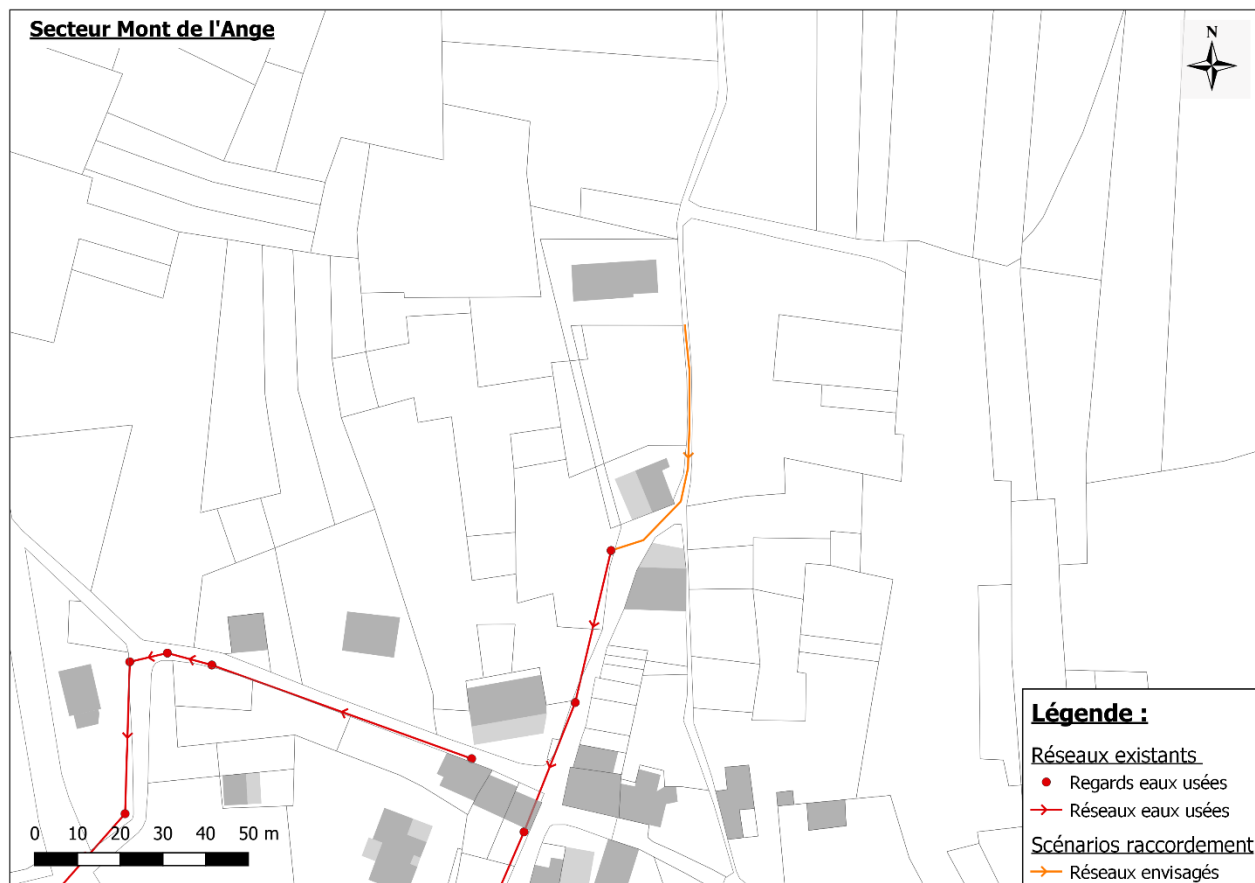 Secteur Mont de l'Ange
N
Légende :
Réseaux existants
Regards eaux usées
Réseaux eaux usées
Scénarios raccordement
Réseaux envisagés
0 10 20 30 40 50 m